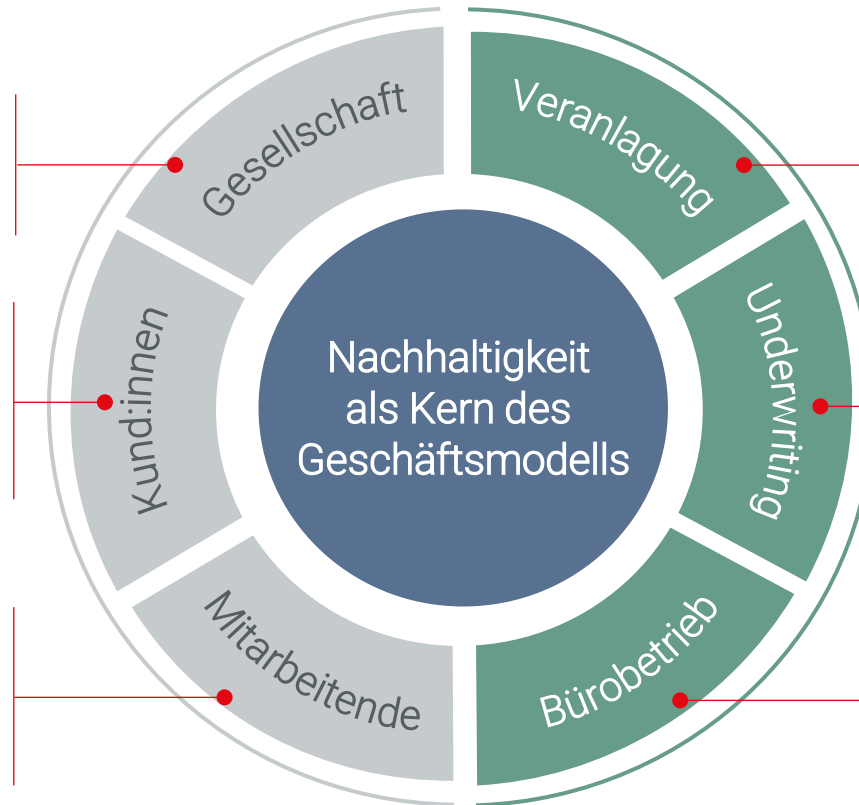 Gesellschaft
Veranlagung
Kund:innen
Nachhaltigkeit
als Kern des
Geschäftsmodells
Underwriting
Mitarbeitende
Bürobetrieb